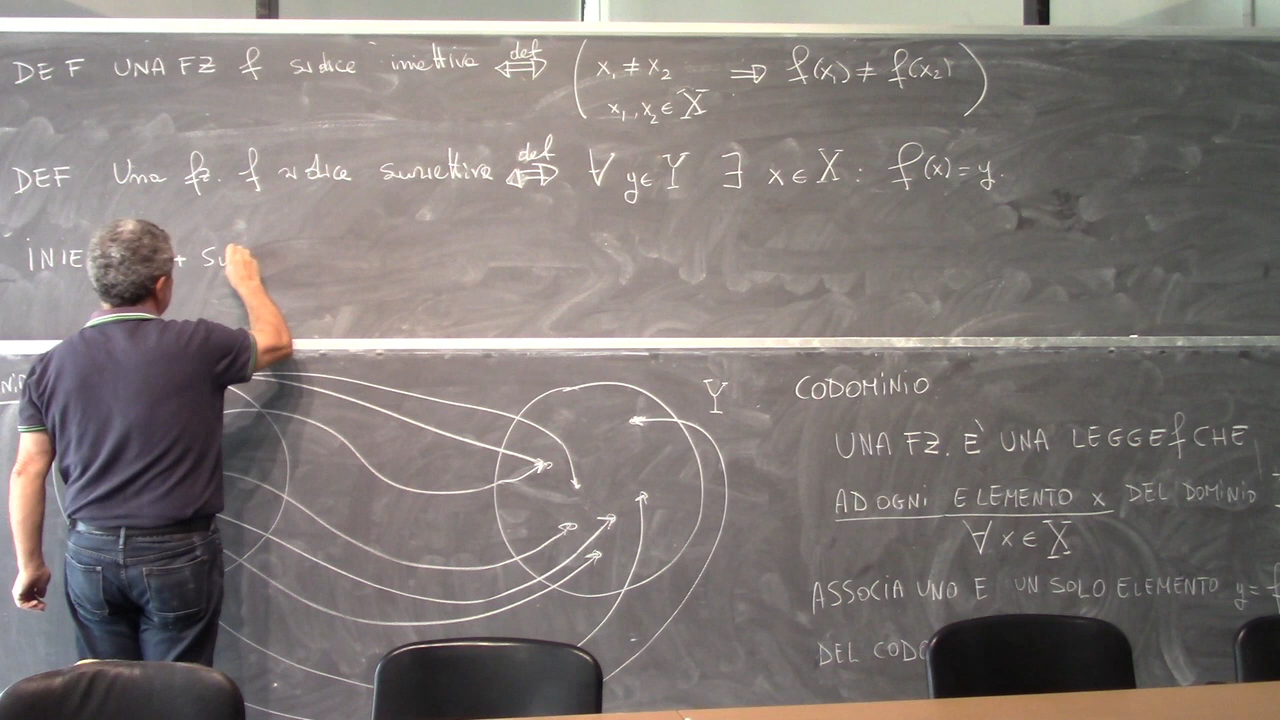 DEF UNA FZ f si dice iniettiva ⟺ def ( x₁ ≠ x₂ ⟹ f(x₁) ≠ f(x₂) )
x₁, x₂ ∈ X
DEF Una fz. f si dice suriettiva ⟺ def ∀ y ∈ Y ∃ x ∈ X : f(x) = y.
INIE + Su
Y CODOMINIO
UNA FZ. E' UNA LEGGE f CHE
AD OGNI ELEMENTO x DEL DOMINIO
∀ x ∈ X
ASSOCIA UNO E UN SOLO ELEMENTO y = f
DEL CODO